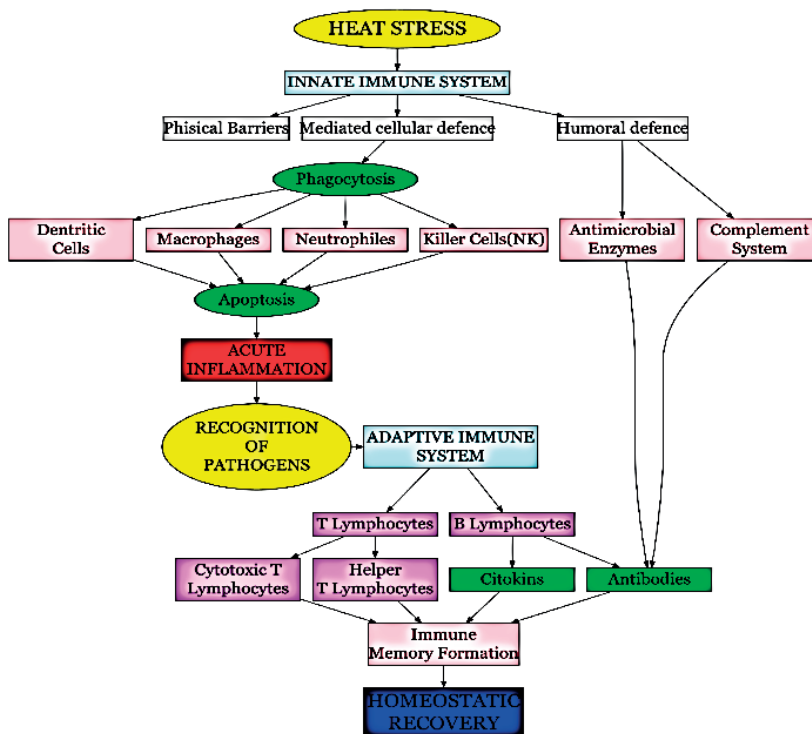 HEAT STRESS
INNATE IMMUNE SYSTEM
Phisical Barriers
Mediated cellular defence
Humoral defence
Phagocytosis
Dentritic
Cells
Macrophages
Neutrophiles
Killer Cells(NK)
Antimicrobial
Enzymes
Complement
System
Apoptosis
ACUTE
INFLAMMATION
RECOGNITION
OF
PATHOGENS
ADAPTIVE IMMUNE
SYSTEM
T Lymphocytes
B Lymphocytes
Cytotoxic T
Lymphocytes
Helper
T Lymphocytes
Citokins
Antibodies
Immune
Memory Formation
HOMEOSTATIC
RECOVERY